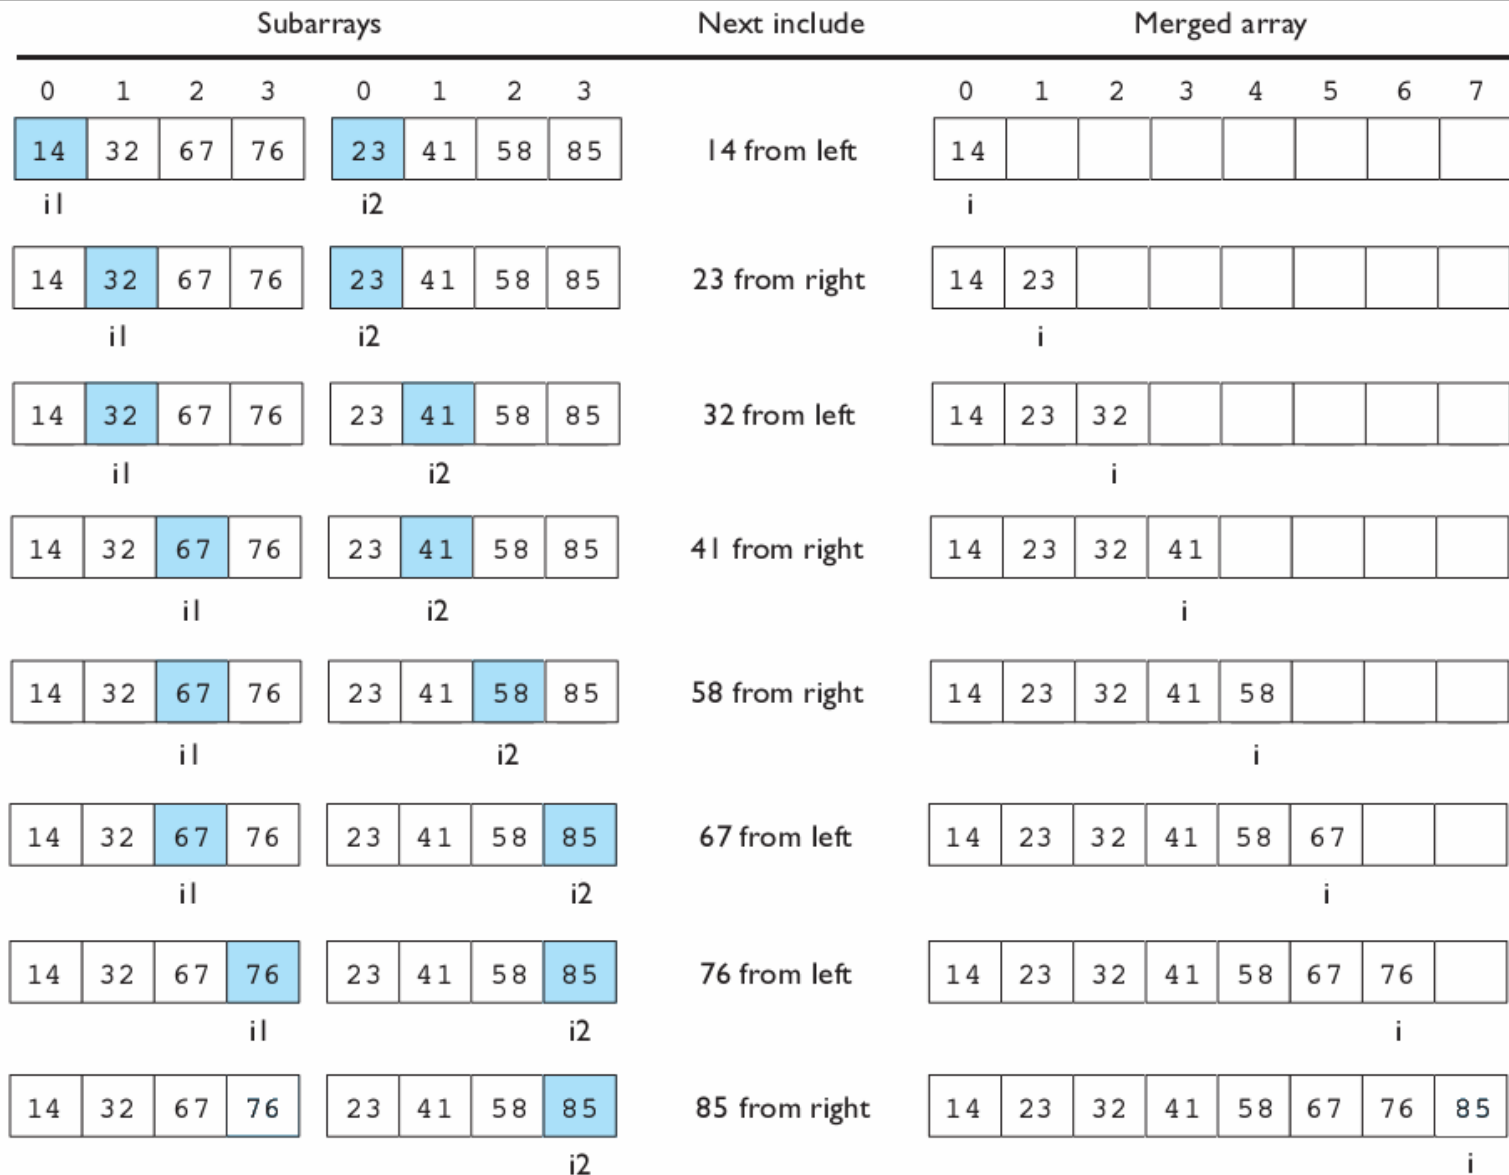 Subarrays Next include Merged array
0 1 2 3 0 1 2 3 0 1 2 3 4 5 6 7
14 32 67 76 23 41 58 85 14 from left 14
i1 i2 i
14 32 67 76 23 41 58 85 23 from right 14 23
i1 i2 i
14 32 67 76 23 41 58 85 32 from left 14 23 32
i1 i2 i
14 32 67 76 23 41 58 85 41 from right 14 23 32 41
i1 i2 i
14 32 67 76 23 41 58 85 58 from right 14 23 32 41 58
i1 i2 i
14 32 67 76 23 41 58 85 67 from left 14 23 32 41 58 67
i1 i2 i
14 32 67 76 23 41 58 85 76 from left 14 23 32 41 58 67 76
i1 i2 i
14 32 67 76 23 41 58 85 85 from right 14 23 32 41 58 67 76 85
i2 i